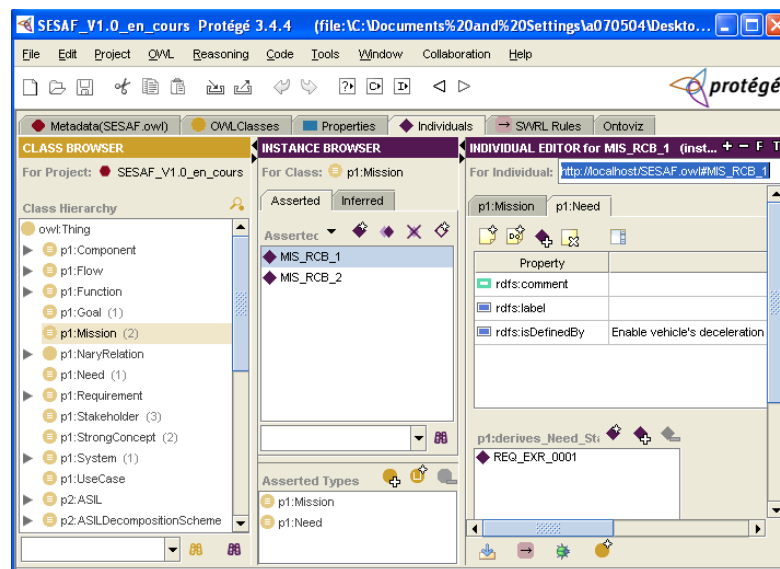 SESAF_V1.0_en_cours Protégé 3.4.4 (file:\C:\Documents%20and%20Settings\a070504\Deskto...
File Edit Project OWL Reasoning Code Tools Window Collaboration Help
protégé
Metadata(SESAF.owl) OWLClasses Properties Individuals SWRL Rules Ontoviz
CLASS BROWSER
For Project: SESAF_V1.0_en_cours
Class Hierarchy
owl:Thing
p1:Component
p1:Flow
p1:Function
p1:Goal (1)
p1:Mission (2)
p1:NaryRelation
p1:Need (1)
p1:Requirement
p1:Stakeholder (3)
p1:StrongConcept (2)
p1:System (1)
p1:UseCase
p2:ASIL
p2:ASILDecompositionScheme
INSTANCE BROWSER
For Class: p1:Mission
Asserted Inferred
Assertec
MIS_RCB_1
MIS_RCB_2
Asserted Types
p1:Mission
p1:Need
INDIVIDUAL EDITOR for MIS_RCB_1 (inst... + − F T
For Individual: http://localhost/SESAF.owl#MIS_RCB_1
p1:Mission p1:Need
Property
rdfs:comment
rdfs:label
rdfs:isDefinedBy Enable vehicle's deceleration
p1:derives_Need_Sta
REQ_EXR_0001